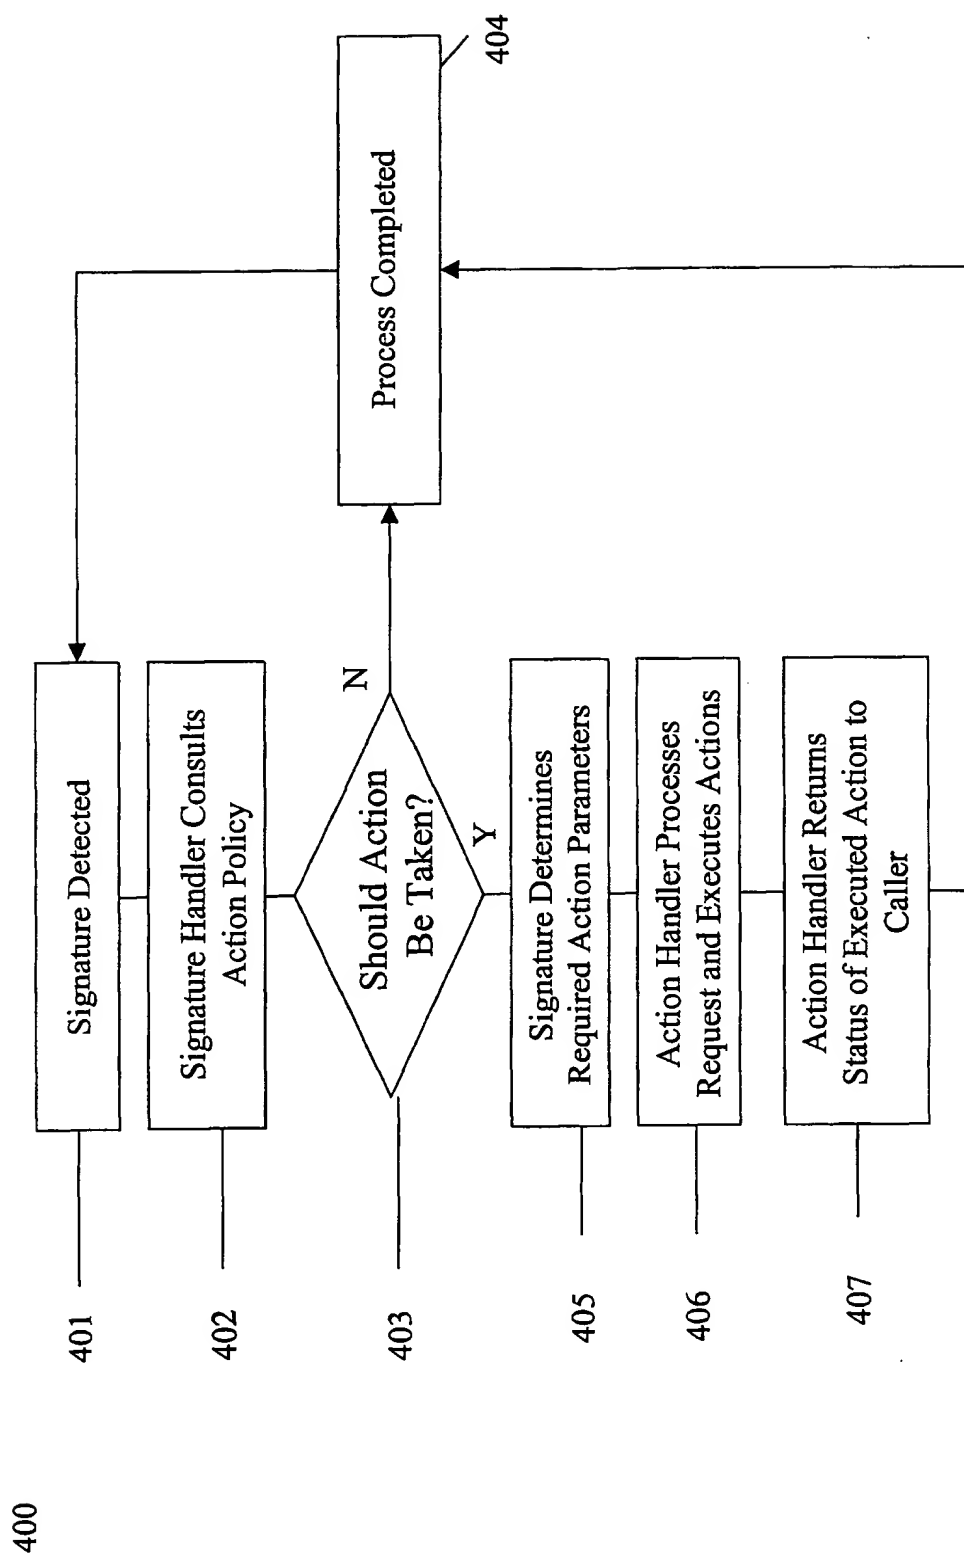 400
401
Signature Detected
402
Signature Handler Consults
Action Policy
403
Should Action
Be Taken?
N
Y
Process Completed
404
405
Signature Determines
Required Action Parameters
406
Action Handler Processes
Request and Executes Actions
407
Action Handler Returns
Status of Executed Action to
Caller